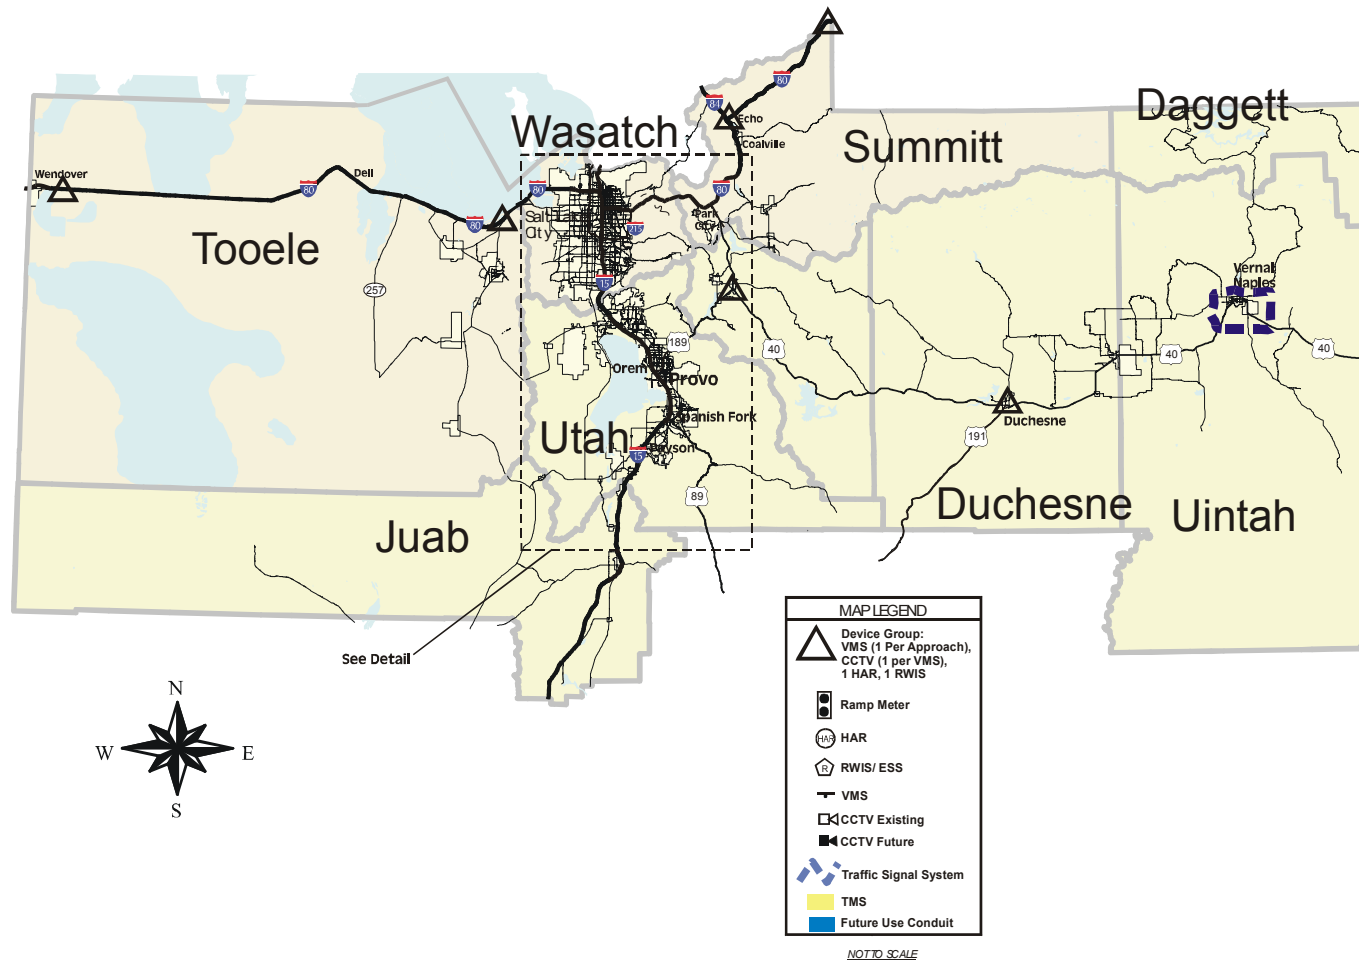 Daggett
Wasatch
Summitt
80
84
Echo
Coalville
Wendover
Dell
80
80
80
80
Salt Lake
City
Park
City
215
Tooele
257
15
Vernal
Naples
189
40
40
40
Orem
Provo
Duchesne
Spanish Fork
Utah
191
15
Payson
89
Juab
Duchesne
Uintah
See Detail
MAP LEGEND
Device Group:
VMS (1 Per Approach),
CCTV (1 per VMS),
1 HAR, 1 RWIS
Ramp Meter
HAR
HAR
R
RWIS/ ESS
VMS
CCTV Existing
CCTV Future
Traffic Signal System
TMS
Future Use Conduit
NOT TO SCALE
N
W
E
S